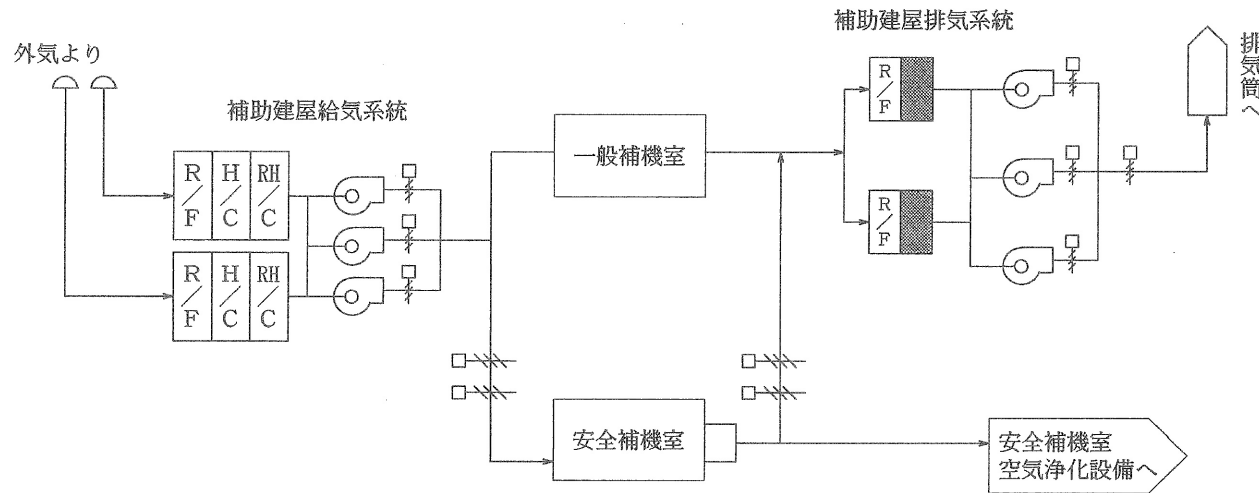 補助建屋排気系統
外気より
排気筒へ
補助建屋給気系統
R/F
一般補機室
R/F
H/C
RH/C
R/F
R/F
H/C
RH/C
安全補機室
安全補機室
空気浄化設備へ